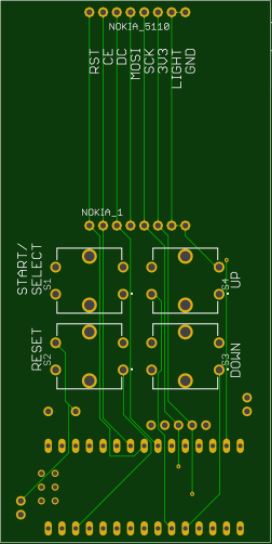 NOKIA_5110
RST
CE
DC
MOSI
SCK
3V3
LIGHT
GND
NOKIA_1
START/
SELECT
S1
UP
S4
RESET
S2
DOWN
S3